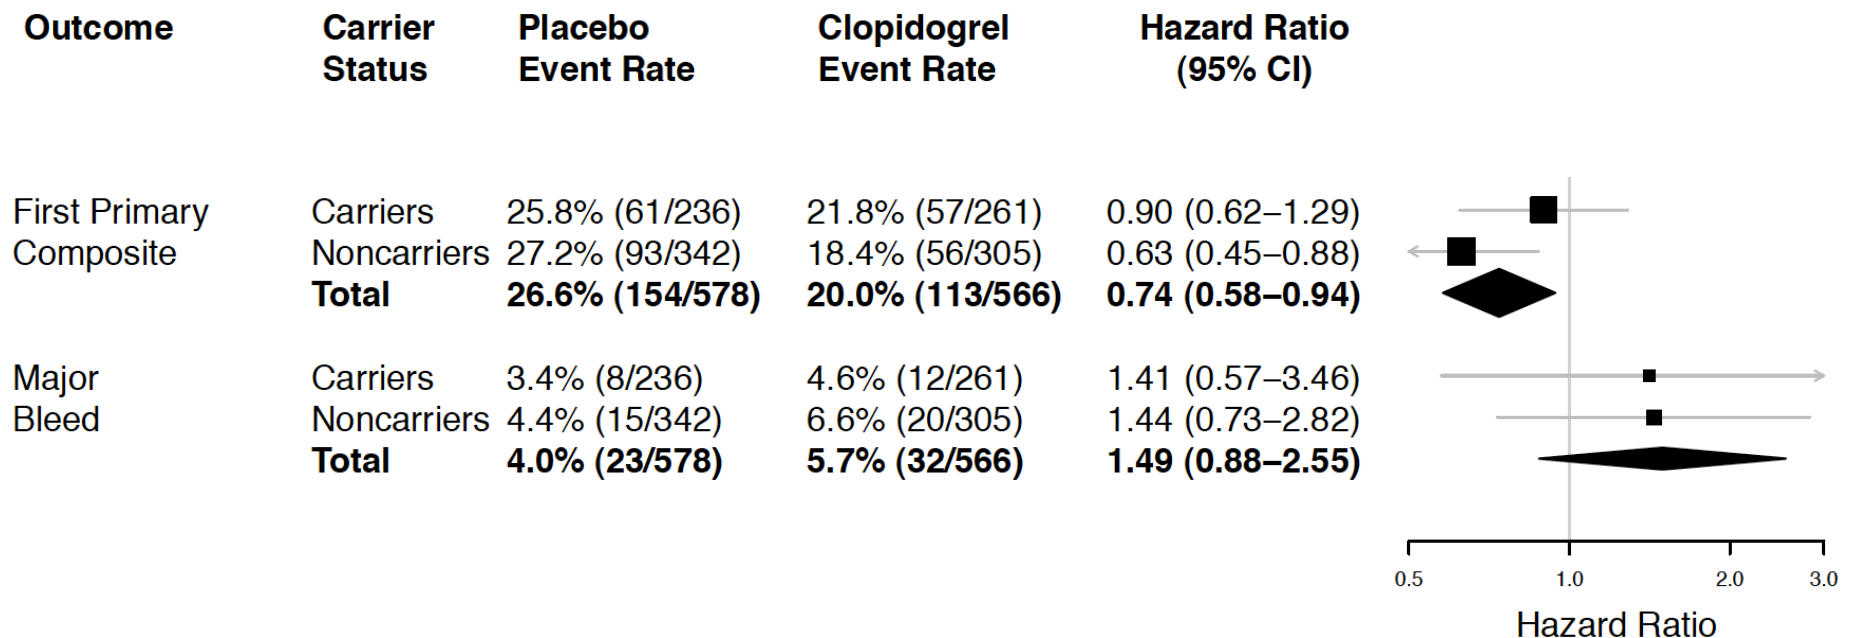 Outcome Carrier Placebo Clopidogrel Hazard Ratio
Status Event Rate Event Rate (95% CI)
First Primary Carriers 25.8% (61/236) 21.8% (57/261) 0.90 (0.62–1.29)
Composite Noncarriers 27.2% (93/342) 18.4% (56/305) 0.63 (0.45–0.88)
Total 26.6% (154/578) 20.0% (113/566) 0.74 (0.58–0.94)
Major Carriers 3.4% (8/236) 4.6% (12/261) 1.41 (0.57–3.46)
Bleed Noncarriers 4.4% (15/342) 6.6% (20/305) 1.44 (0.73–2.82)
Total 4.0% (23/578) 5.7% (32/566) 1.49 (0.88–2.55)
0.5 1.0 2.0 3.0
Hazard Ratio